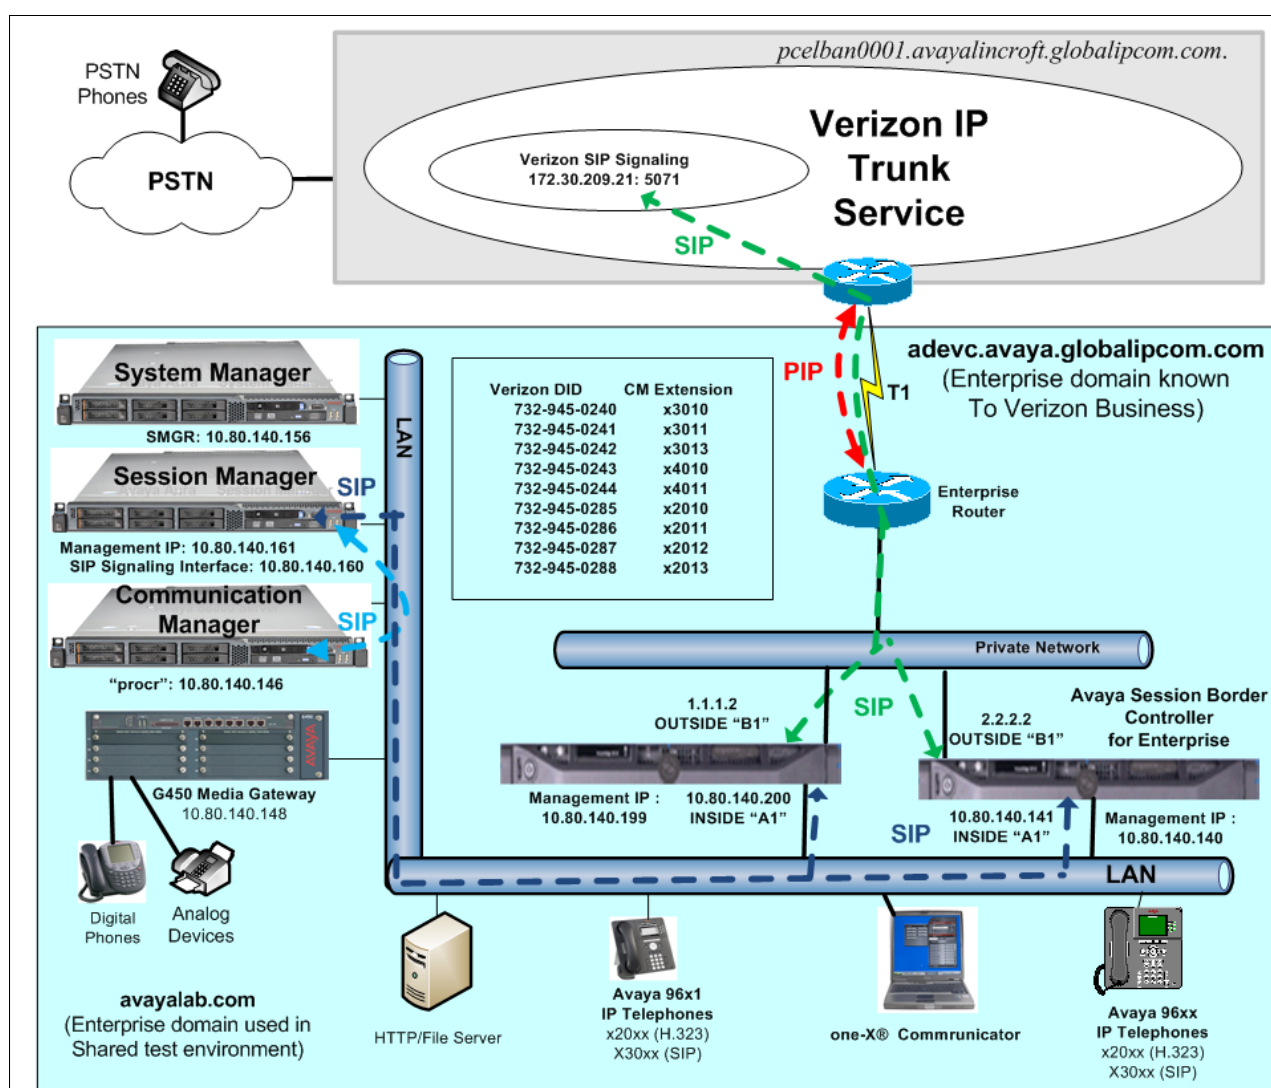 pcelban0001.avayalincroft.globalipcom.com.
PSTN
Phones
PSTN
Verizon IP
Trunk
Service
Verizon SIP Signaling
172.30.209.21: 5071
SIP
adevc.avaya.globalipcom.com
(Enterprise domain known
To Verizon Business)
PIP
T1
Enterprise
Router
System Manager
SMGR: 10.80.140.156
LAN
Session Manager
SIP
Management IP: 10.80.140.161
SIP Signaling Interface: 10.80.140.160
Communication
Manager
SIP
"procr": 10.80.140.146
Verizon DID CM Extension
732-945-0240 x3010
732-945-0241 x3011
732-945-0242 x3013
732-945-0243 x4010
732-945-0244 x4011
732-945-0285 x2010
732-945-0286 x2011
732-945-0287 x2012
732-945-0288 x2013
Private Network
1.1.1.2
OUTSIDE "B1"
SIP
2.2.2.2
OUTSIDE "B1"
Avaya Session Border
Controller
for Enterprise
AVAYA
G450 Media Gateway
10.80.140.148
Management IP :
10.80.140.199
10.80.140.200
INSIDE "A1"
SIP
10.80.140.141
INSIDE "A1"
Management IP :
10.80.140.140
LAN
Digital
Phones
Analog
Devices
avayalab.com
(Enterprise domain used in
Shared test environment)
HTTP/File Server
Avaya 96x1
IP Telephones
x20xx (H.323)
X30xx (SIP)
one-X® Commrunicator
Avaya 96xx
IP Telephones
x20xx (H.323)
X30xx (SIP)